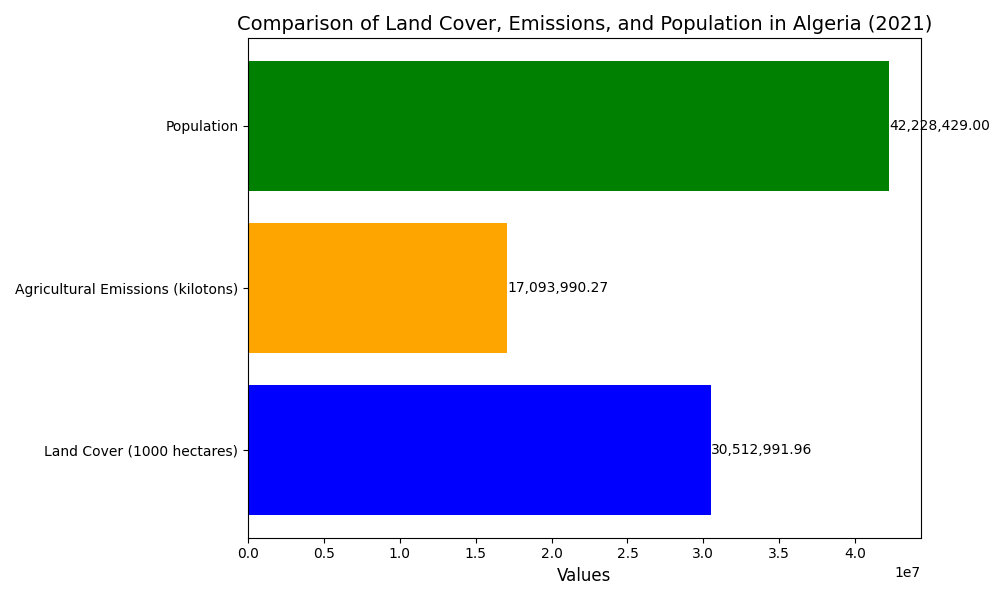 Comparison of Land Cover, Emissions, and Population in Algeria (2021)
Population
42,228,429.00
Agricultural Emissions (kilotons)
17,093,990.27
Land Cover (1000 hectares)
30,512,991.96
0.0 0.5 1.0 1.5 2.0 2.5 3.0 3.5 4.0
1e7
Values